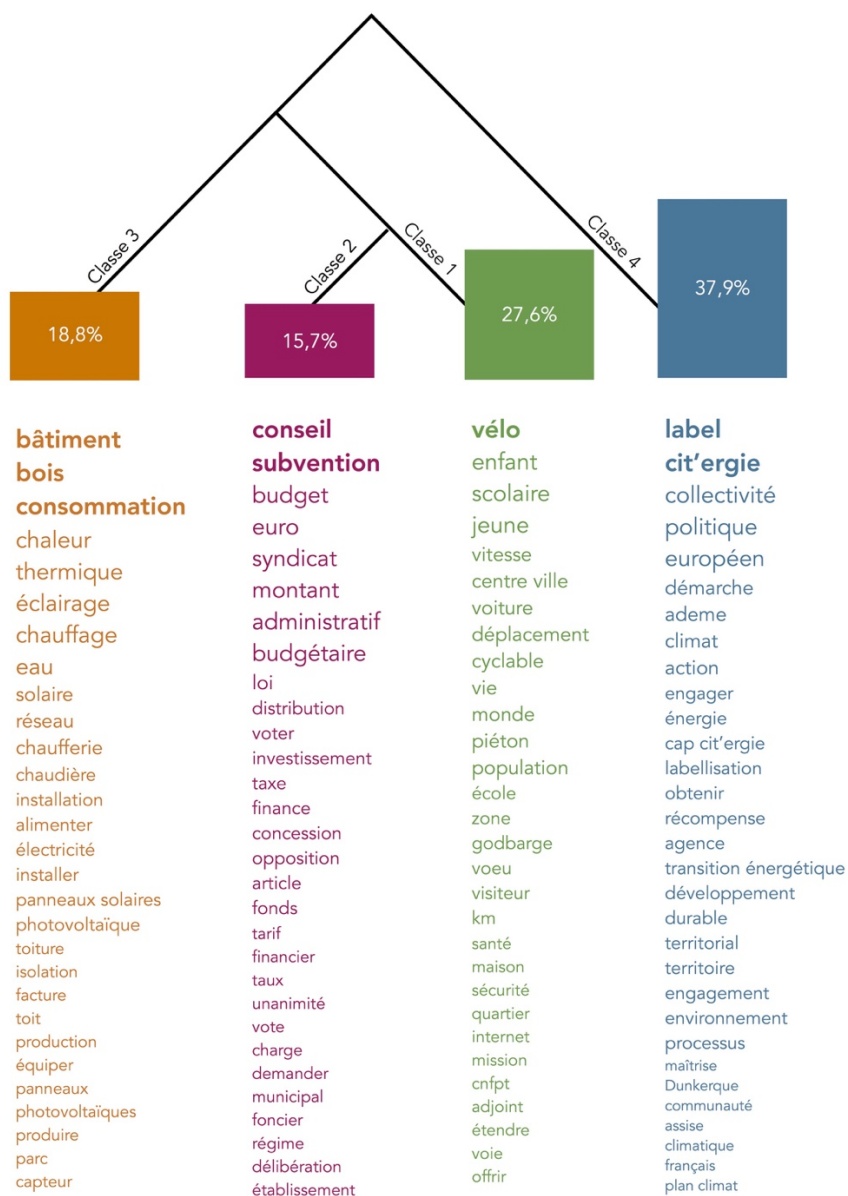 Classe 3
Classe 2
Classe 1
Classe 4
18,8%
15,7%
27,6%
37,9%
bâtiment
bois
consommation
chaleur
thermique
éclairage
chauffage
eau
solaire
réseau
chaufferie
chaudière
installation
alimenter
électricité
installer
panneaux solaires
photovoltaïque
toiture
isolation
facture
toit
production
équiper
panneaux
photovoltaïques
produire
parc
capteur
conseil
subvention
budget
euro
syndicat
montant
administratif
budgétaire
loi
distribution
voter
investissement
taxe
finance
concession
opposition
article
fonds
tarif
financier
taux
unanimité
vote
charge
demander
municipal
foncier
régime
délibération
établissement
vélo
enfant
scolaire
jeune
vitesse
centre ville
voiture
déplacement
cyclable
vie
monde
piéton
population
école
zone
godbarge
voeu
visiteur
km
santé
maison
sécurité
quartier
internet
mission
cnfpt
adjoint
étendre
voie
offrir
label
cit'ergie
collectivité
politique
européen
démarche
ademe
climat
action
engager
énergie
cap cit'ergie
labellisation
obtenir
récompense
agence
transition énergétique
développement
durable
territorial
territoire
engagement
environnement
processus
maîtrise
Dunkerque
communauté
assise
climatique
français
plan climat